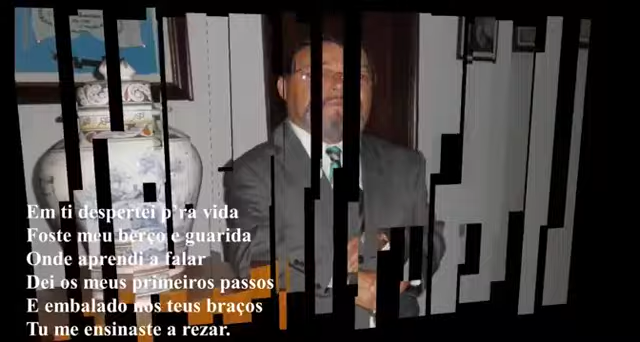 Em ti despertei p'ra vida
Foste meu berço e guarida
Onde aprendi a falar
Dei os meus primeiros passos
E embalado nos teus braços
Tu me ensinaste a rezar.